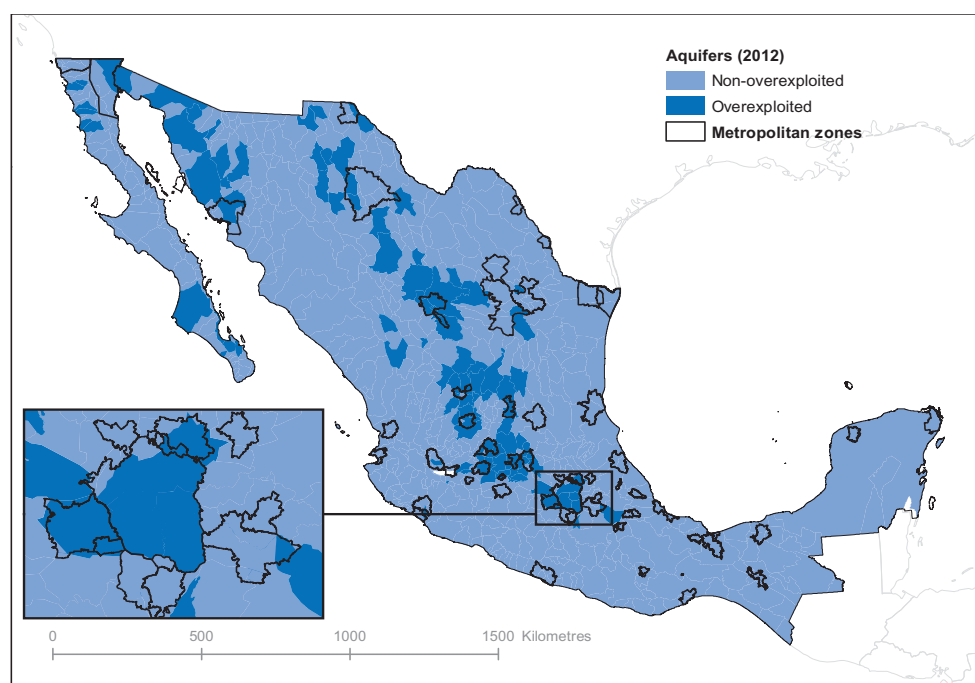 Aquifers (2012)
Non-overexploited
Overexploited
Metropolitan zones
0 500 1000 1500 Kilometres